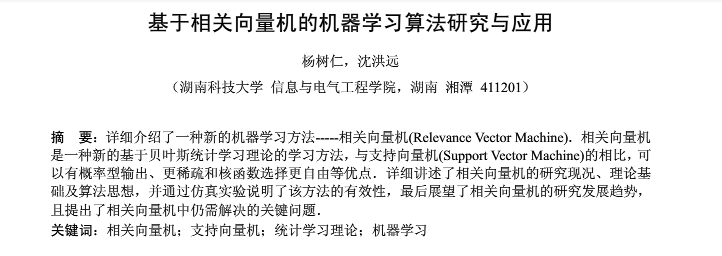 基于相关向量机的机器学习算法研究与应用
杨树仁，沈洪远
（湖南科技大学 信息与电气工程学院，湖南 湘潭 411201）
摘 要：详细介绍了一种新的机器学习方法-----相关向量机(Relevance Vector Machine)．相关向量机
是一种新的基于贝叶斯统计学习理论的学习方法，与支持向量机(Support Vector Machine)的相比，可
以有概率型输出、更稀疏和核函数选择更自由等优点．详细讲述了相关向量机的研究现况、理论基
础及算法思想，并通过仿真实验说明了该方法的有效性，最后展望了相关向量机的研究发展趋势，
且提出了相关向量机中仍需解决的关键问题．
关键词：相关向量机；支持向量机；统计学习理论；机器学习